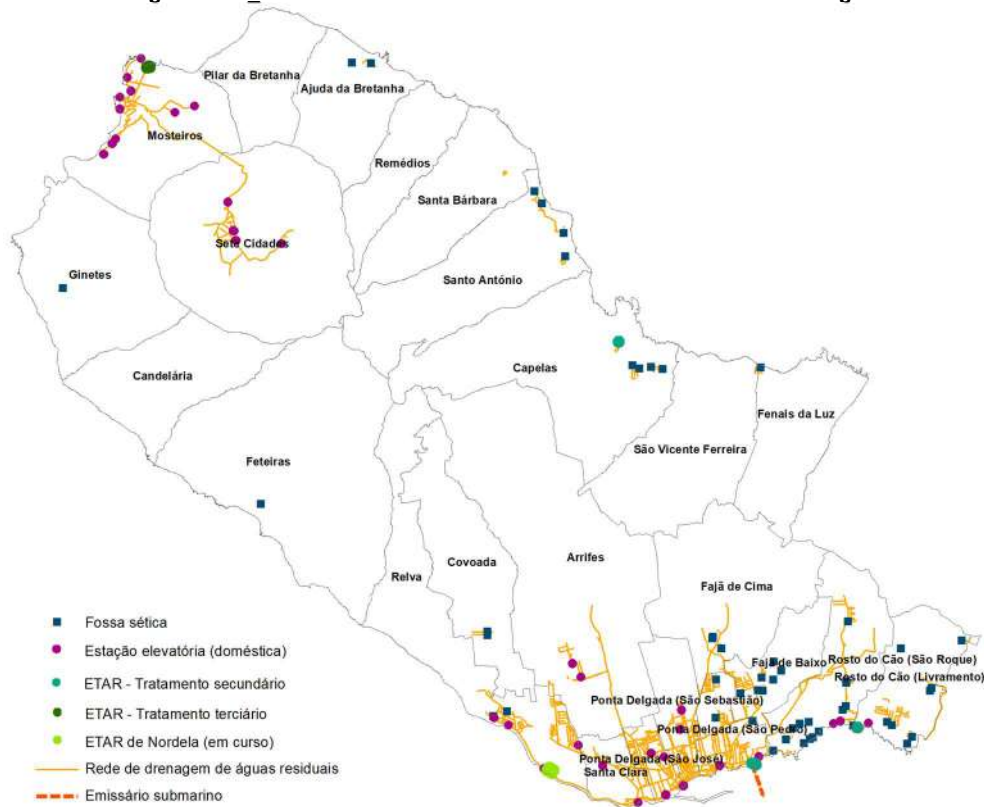 Pilar da Bretanha
Ajuda da Bretanha
Mosteiros
Remédios
Santa Bárbara
Sete Cidades
Ginetes
Santo António
Candelária
Capelas
Fenais da Luz
São Vicente Ferreira
Feteiras
Relva
Covoada
Arrifes
Fajã de Cima
Fajã de Baixo
Rosto do Cão (São Roque)
Rosto do Cão (Livramento)
Ponta Delgada (São Sebastião)
Ponta Delgada (São Pedro)
Ponta Delgada (São José)
Santa Clara
Fossa sética
Estação elevatória (doméstica)
ETAR - Tratamento secundário
ETAR - Tratamento terciário
ETAR de Nordela (em curso)
Rede de drenagem de águas residuais
Emissário submarino